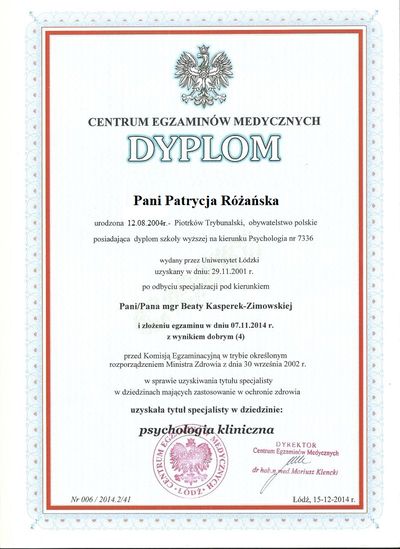 CENTRUM EGZAMINÓW MEDYCZNYCH
DYPLOM
Pani Patrycja Różańska
urodzona 12.08.2004r.- Piotrków Trybunalski, obywatelstwo polskie
posiadająca dyplom szkoły wyższej na kierunku Psychologia nr 7336
wydany przez Uniwersytet Łódzki
uzyskany w dniu: 29.11.2001 r.
po odbyciu specjalizacji pod kierunkiem
Pani/Pana mgr Beaty Kasperek-Zimowskiej
i złożeniu egzaminu w dniu 07.11.2014 r.
z wynikiem dobrym (4)
przed Komisją Egzaminacyjną w trybie określonym
rozporządzeniem Ministra Zdrowia z dnia 30 września 2002 r.
w sprawie uzyskiwania tytułu specjalisty
w dziedzinach mających zastosowanie w ochronie zdrowia
uzyskała tytuł specjalisty w dziedzinie:
psychologia kliniczna
CENTRUM EGZAMINÓW MEDYCZNYCH
ŁÓDŹ
DYREKTOR
Centrum Egzaminów Medycznych
dr hab. n. med. Mariusz Klencki
Nr 006 / 2014.2/41
Łódź, 15-12-2014 r.